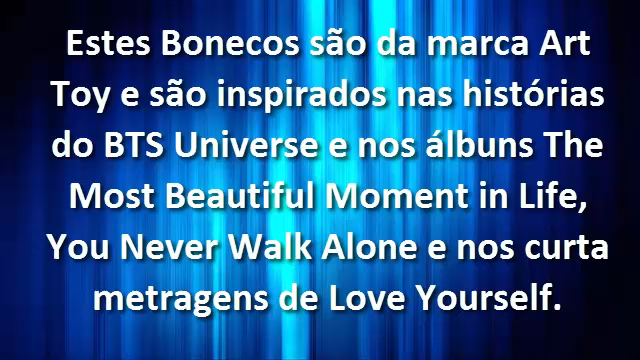 Estes Bonecos são da marca Art
Toy e são inspirados nas histórias
do BTS Universe e nos álbuns The
Most Beautiful Moment in Life,
You Never Walk Alone e nos curta
metragens de Love Yourself.